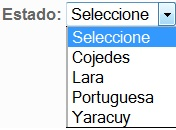 Estado: Seleccione
Seleccione
Cojedes
Lara
Portuguesa
Yaracuy